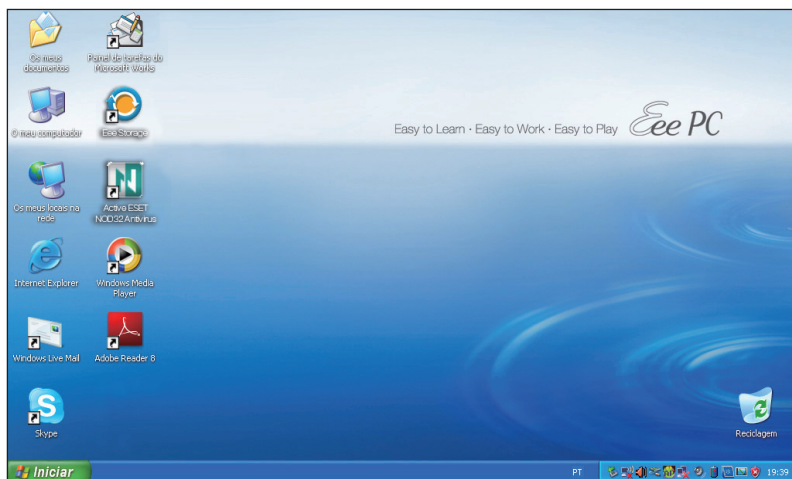 Os meus
documentos
Painel de tarefas do
Microsoft Works
O meu computador
Eee Storage
Easy to Learn · Easy to Work · Easy to Play Eee PC
Os meus locais na
rede
Active ESET
NOD32 Antivirus
Internet Explorer
Windows Media
Player
Windows Live Mail
Adobe Reader 8
Skype
Reciclagem
Iniciar
PT
19:39